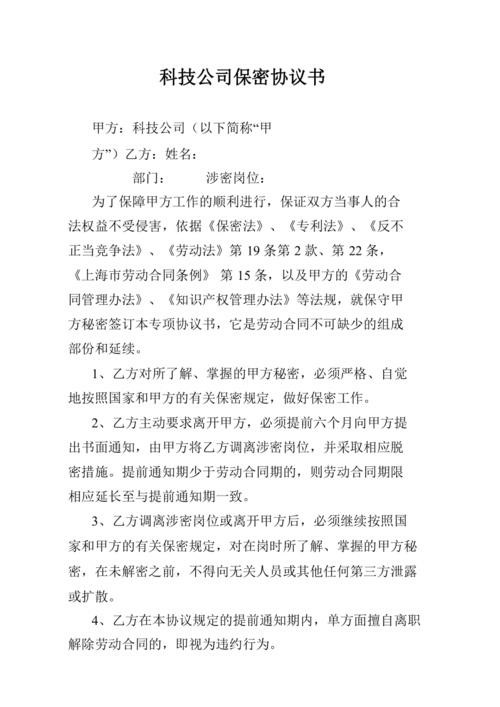 科技公司保密协议书
甲方：科技公司（以下简称“甲
方”）乙方：姓名：
部门： 涉密岗位：
为了保障甲方工作的顺利进行，保证双方当事人的合
法权益不受侵害，依据《保密法》、《专利法》、《反不
正当竞争法》、《劳动法》第 19 条第 2 款、第 22 条，
《上海市劳动合同条例》 第 15 条，以及甲方的《劳动合
同管理办法》、《知识产权管理办法》等法规，就保守甲
方秘密签订本专项协议书，它是劳动合同不可缺少的组成
部份和延续。
1、乙方对所了解、掌握的甲方秘密，必须严格、自觉
地按照国家和甲方的有关保密规定，做好保密工作。
2、乙方主动要求离开甲方，必须提前六个月向甲方提
出书面通知，由甲方将乙方调离涉密岗位，并采取相应脱
密措施。提前通知期少于劳动合同期的，则劳动合同期限
相应延长至与提前通知期一致。
3、乙方调离涉密岗位或离开甲方后，必须继续按照国
家和甲方的有关保密规定，对在岗时所了解、掌握的甲方秘
密，在未解密之前，不得向无关人员或其他任何第三方泄露
或扩散。
4、乙方在本协议规定的提前通知期内，单方面擅自离职
解除劳动合同的，即视为违约行为。